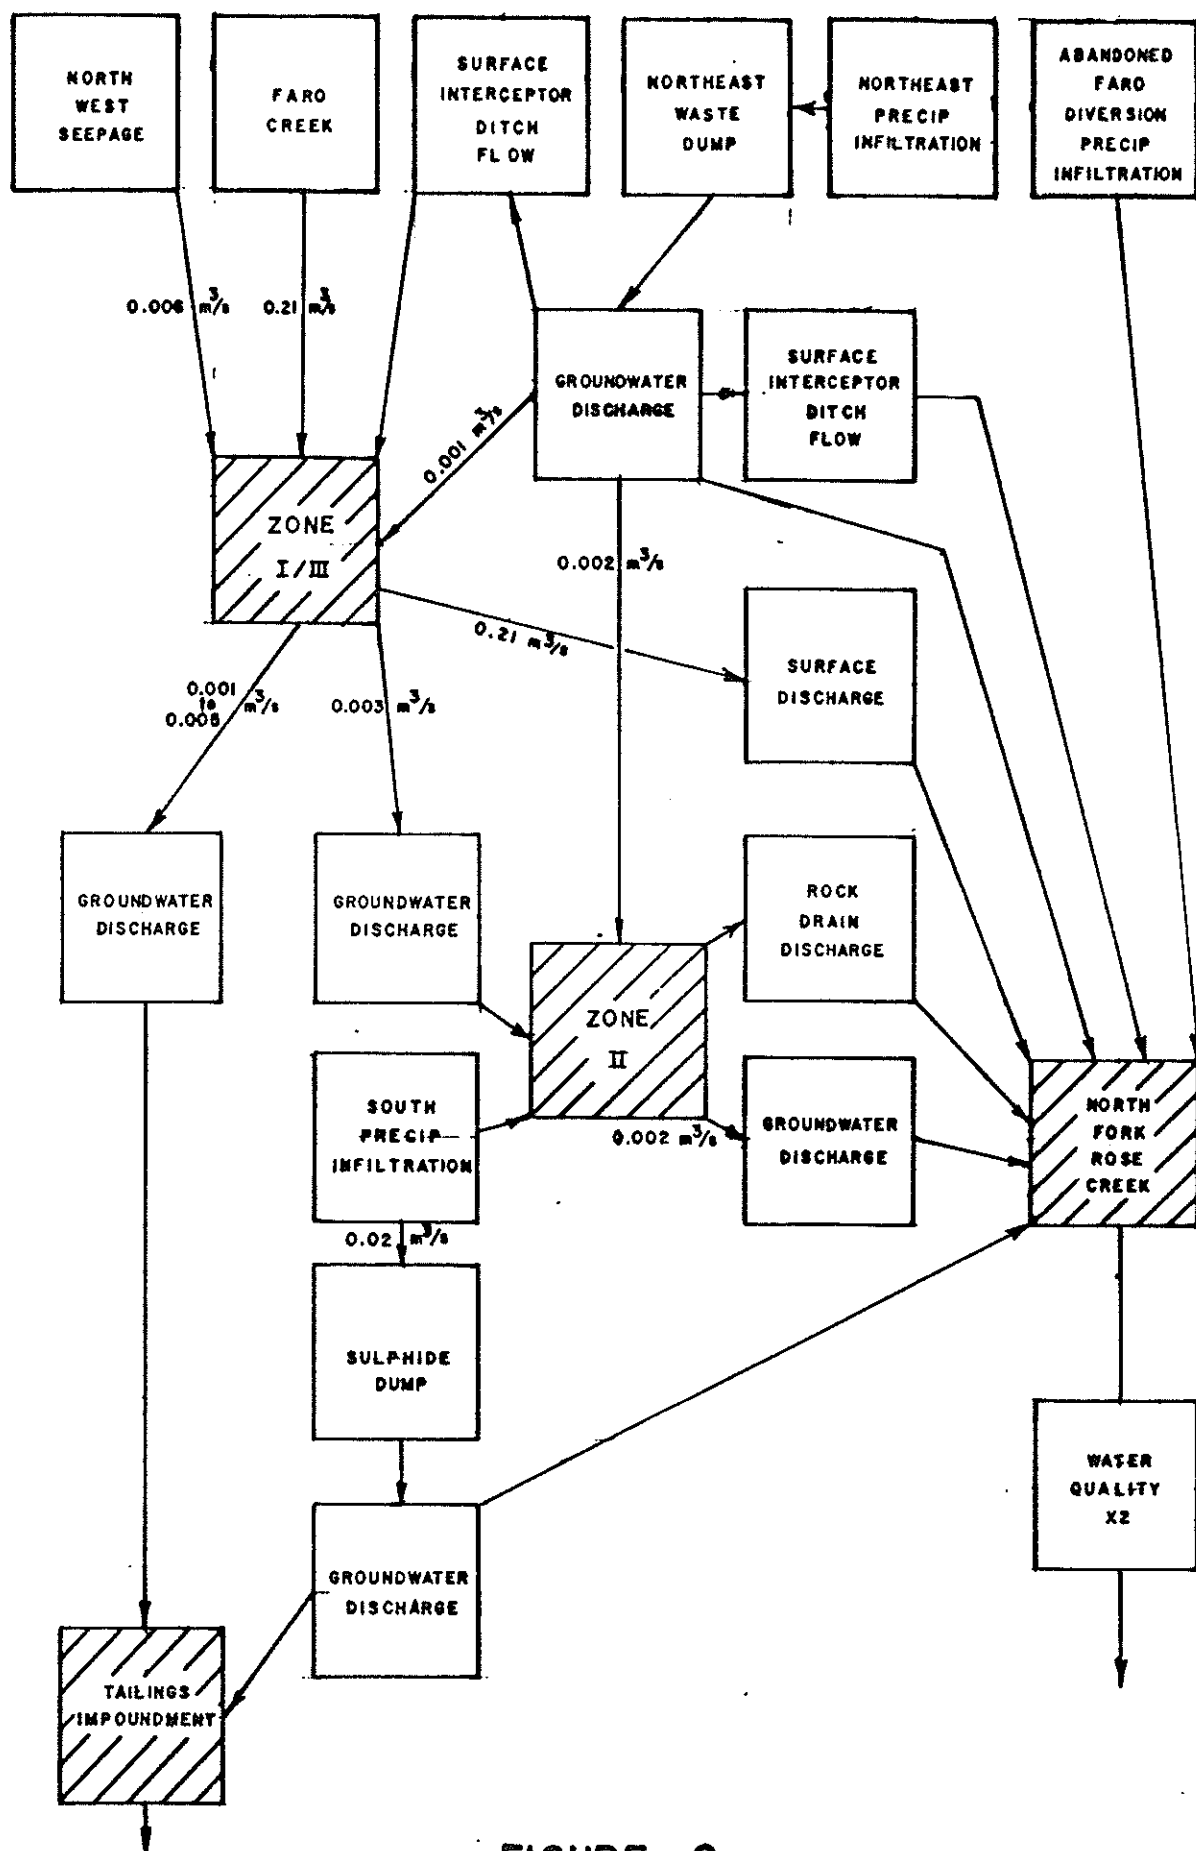 NORTH
WEST
SEEPAGE
FARO
CREEK
SURFACE
INTERCEPTOR
DITCH
FLOW
NORTHEAST
WASTE
DUMP
NORTHEAST
PRECIP
INFILTRATION
ABANDONED
FARO
DIVERSION
PRECIP
INFILTRATION
0.006 m³/s
0.21 m³/s
GROUNDWATER
DISCHARGE
SURFACE
INTERCEPTOR
DITCH
FLOW
0.001 m³/s
ZONE
I/III
0.002 m³/s
0.21 m³/s
SURFACE
DISCHARGE
0.001
to
0.005 m³/s
0.003 m³/s
GROUNDWATER
DISCHARGE
GROUNDWATER
DISCHARGE
ROCK
DRAIN
DISCHARGE
ZONE
II
SOUTH
PRECIP
INFILTRATION
0.002 m³/s
GROUNDWATER
DISCHARGE
NORTH
FORK
ROSE
CREEK
0.02 m³/s
SULPHIDE
DUMP
WATER
QUALITY
X2
GROUNDWATER
DISCHARGE
TAILINGS
IMPOUNDMENT